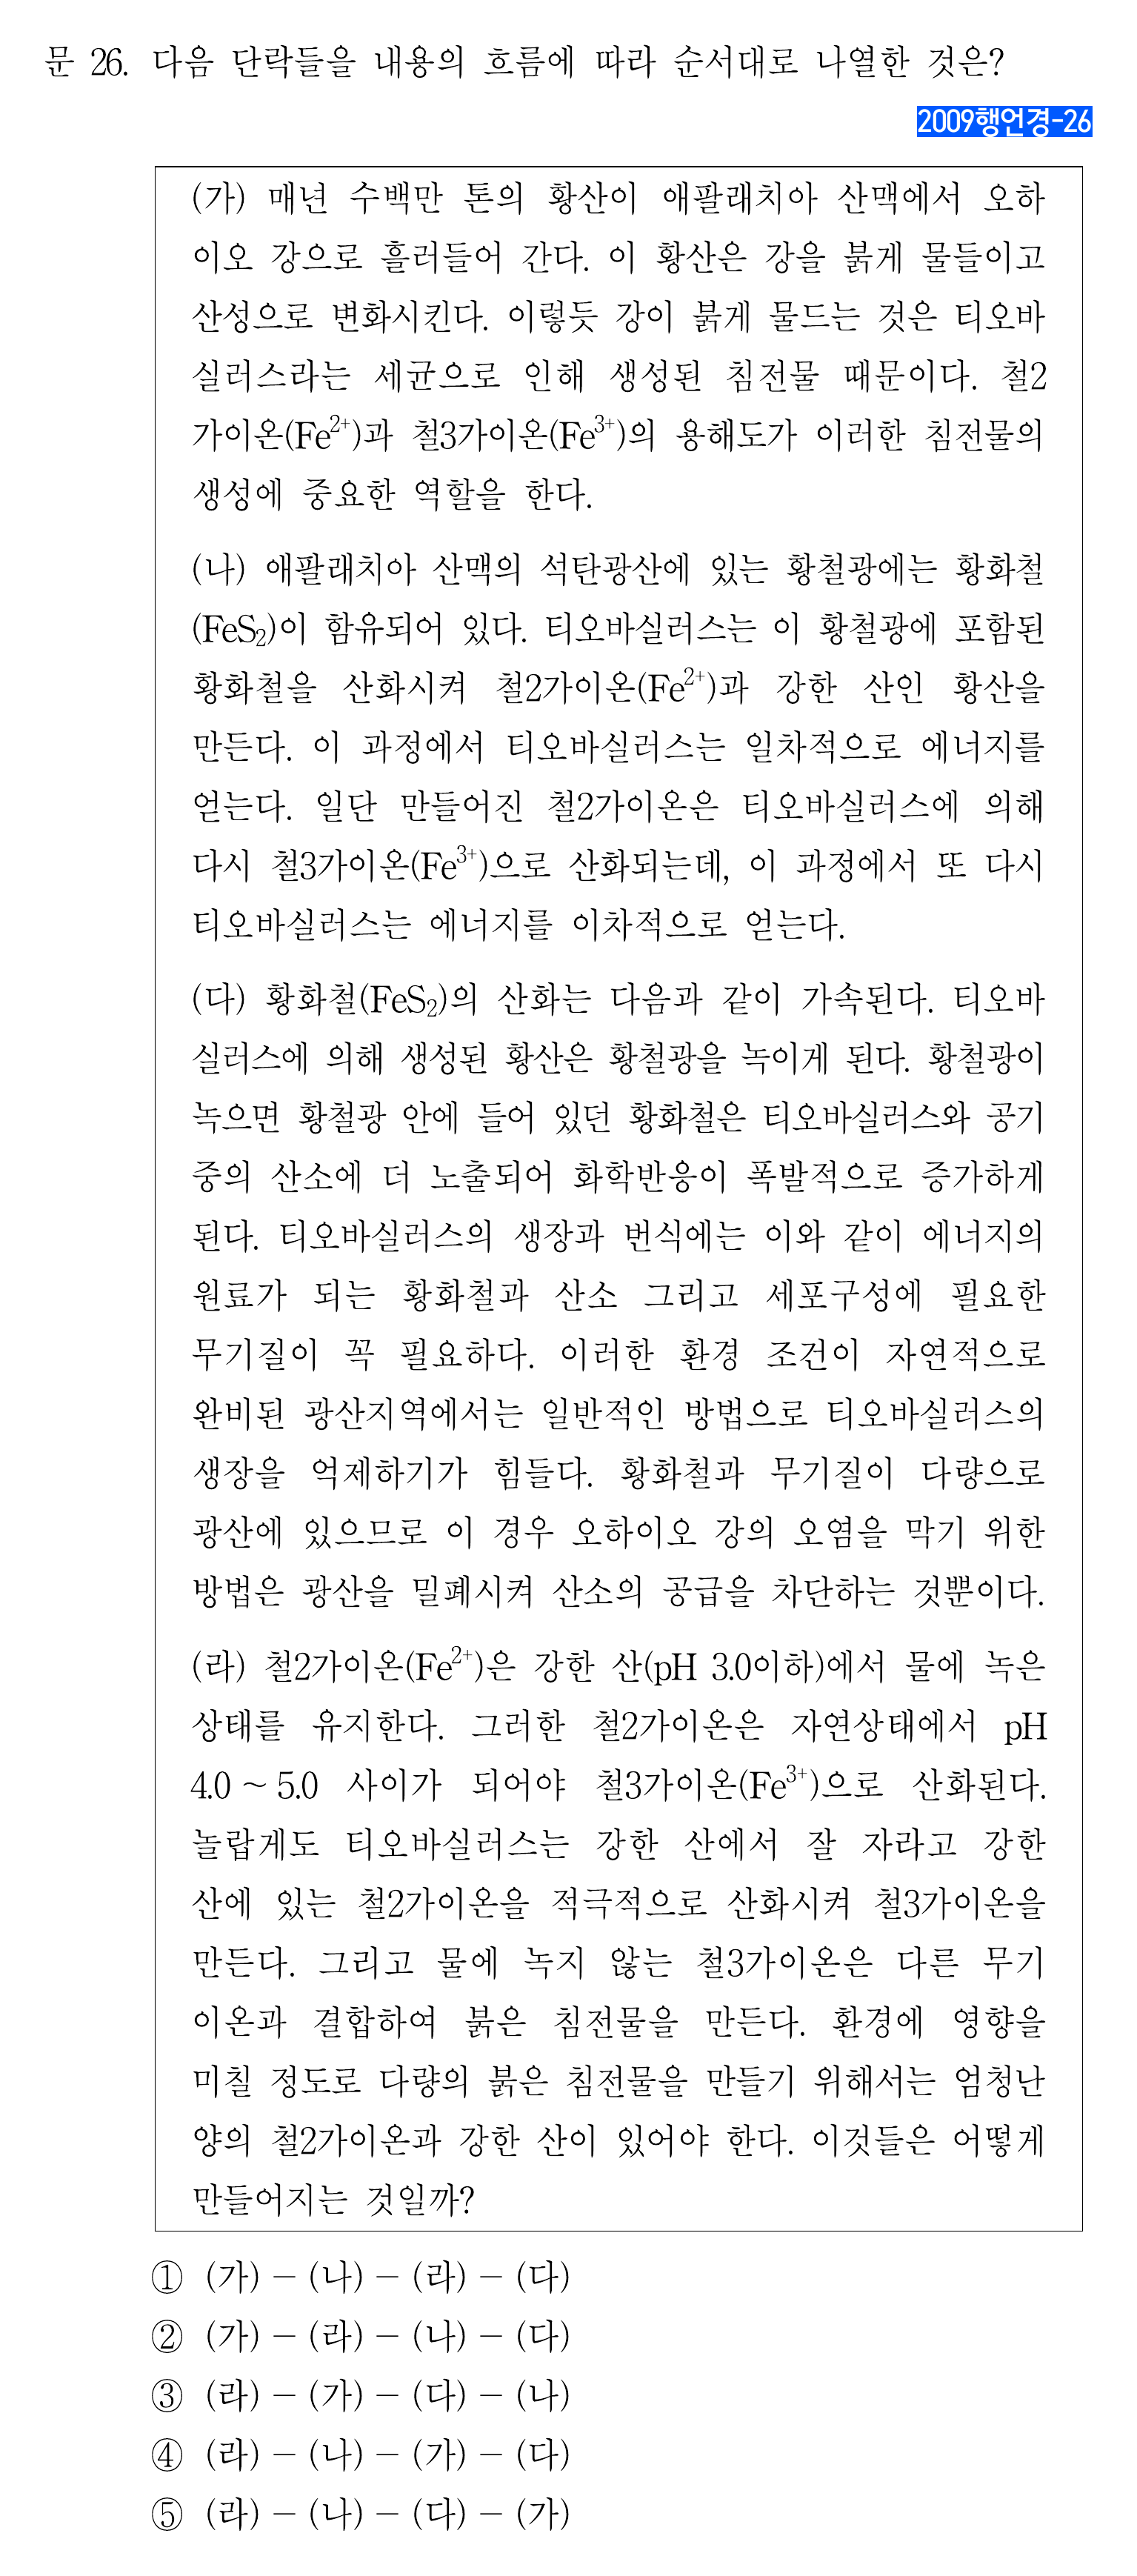 문 26. 다음 단락들을 내용의 흐름에 따라 순서대로 나열한 것은?
2009행언경-26
(가) 매년 수백만 톤의 황산이 애팔래치아 산맥에서 오하
이오 강으로 흘러들어 간다. 이 황산은 강을 붉게 물들이고
산성으로 변화시킨다. 이렇듯 강이 붉게 물드는 것은 티오바
실러스라는 세균으로 인해 생성된 침전물 때문이다. 철2
가이온(Fe²⁺)과 철3가이온(Fe³⁺)의 용해도가 이러한 침전물의
생성에 중요한 역할을 한다.
(나) 애팔래치아 산맥의 석탄광산에 있는 황철광에는 황화철
(FeS₂)이 함유되어 있다. 티오바실러스는 이 황철광에 포함된
황화철을 산화시켜 철2가이온(Fe²⁺)과 강한 산인 황산을
만든다. 이 과정에서 티오바실러스는 일차적으로 에너지를
얻는다. 일단 만들어진 철2가이온은 티오바실러스에 의해
다시 철3가이온(Fe³⁺)으로 산화되는데, 이 과정에서 또 다시
티오바실러스는 에너지를 이차적으로 얻는다.
(다) 황화철(FeS₂)의 산화는 다음과 같이 가속된다. 티오바
실러스에 의해 생성된 황산은 황철광을 녹이게 된다. 황철광이
녹으면 황철광 안에 들어 있던 황화철은 티오바실러스와 공기
중의 산소에 더 노출되어 화학반응이 폭발적으로 증가하게
된다. 티오바실러스의 생장과 번식에는 이와 같이 에너지의
원료가 되는 황화철과 산소 그리고 세포구성에 필요한
무기질이 꼭 필요하다. 이러한 환경 조건이 자연적으로
완비된 광산지역에서는 일반적인 방법으로 티오바실러스의
생장을 억제하기가 힘들다. 황화철과 무기질이 다량으로
광산에 있으므로 이 경우 오하이오 강의 오염을 막기 위한
방법은 광산을 밀폐시켜 산소의 공급을 차단하는 것뿐이다.
(라) 철2가이온(Fe²⁺)은 강한 산(pH 3.0이하)에서 물에 녹은
상태를 유지한다. 그러한 철2가이온은 자연상태에서 pH
4.0 ~ 5.0 사이가 되어야 철3가이온(Fe³⁺)으로 산화된다.
놀랍게도 티오바실러스는 강한 산에서 잘 자라고 강한
산에 있는 철2가이온을 적극적으로 산화시켜 철3가이온을
만든다. 그리고 물에 녹지 않는 철3가이온은 다른 무기
이온과 결합하여 붉은 침전물을 만든다. 환경에 영향을
미칠 정도로 다량의 붉은 침전물을 만들기 위해서는 엄청난
양의 철2가이온과 강한 산이 있어야 한다. 이것들은 어떻게
만들어지는 것일까?
① (가) - (나) - (라) - (다)
② (가) - (라) - (나) - (다)
③ (라) - (가) - (다) - (나)
④ (라) - (나) - (가) - (다)
⑤ (라) - (나) - (다) - (가)